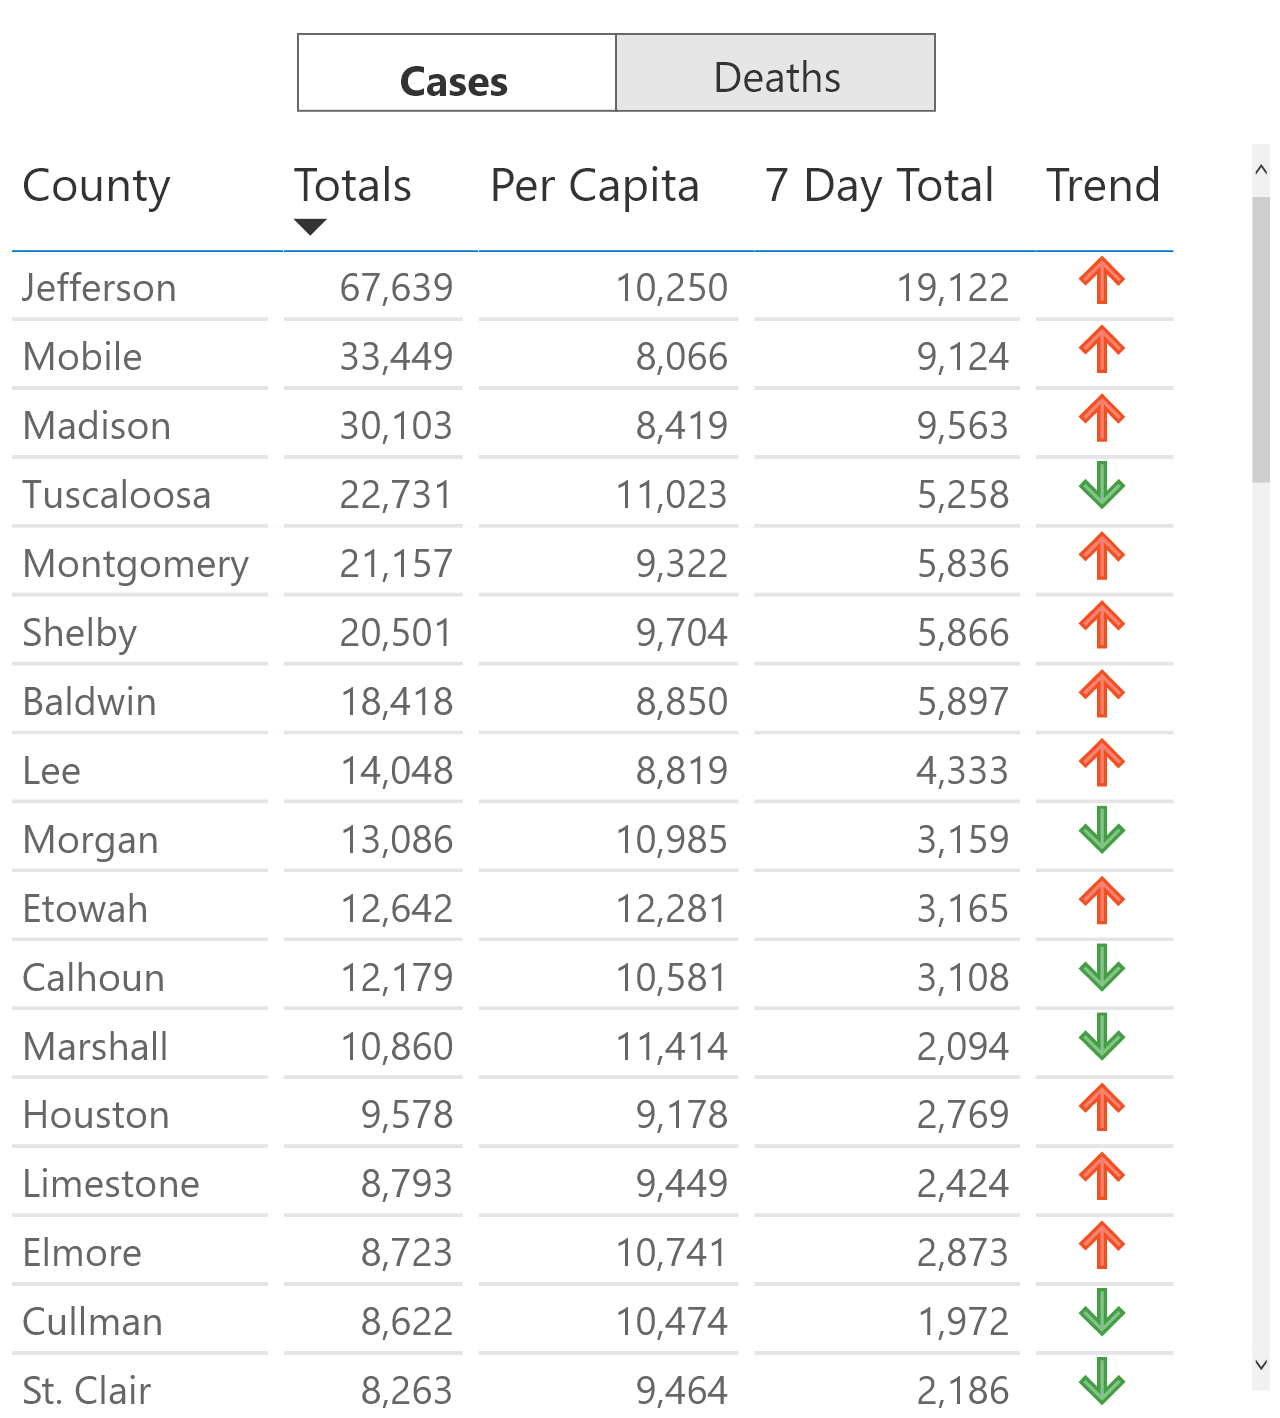 Cases Deaths
County Totals Per Capita 7 Day Total Trend
Jefferson 67,639 10,250 19,122
Mobile 33,449 8,066 9,124
Madison 30,103 8,419 9,563
Tuscaloosa 22,731 11,023 5,258
Montgomery 21,157 9,322 5,836
Shelby 20,501 9,704 5,866
Baldwin 18,418 8,850 5,897
Lee 14,048 8,819 4,333
Morgan 13,086 10,985 3,159
Etowah 12,642 12,281 3,165
Calhoun 12,179 10,581 3,108
Marshall 10,860 11,414 2,094
Houston 9,578 9,178 2,769
Limestone 8,793 9,449 2,424
Elmore 8,723 10,741 2,873
Cullman 8,622 10,474 1,972
St. Clair 8,263 9,464 2,186